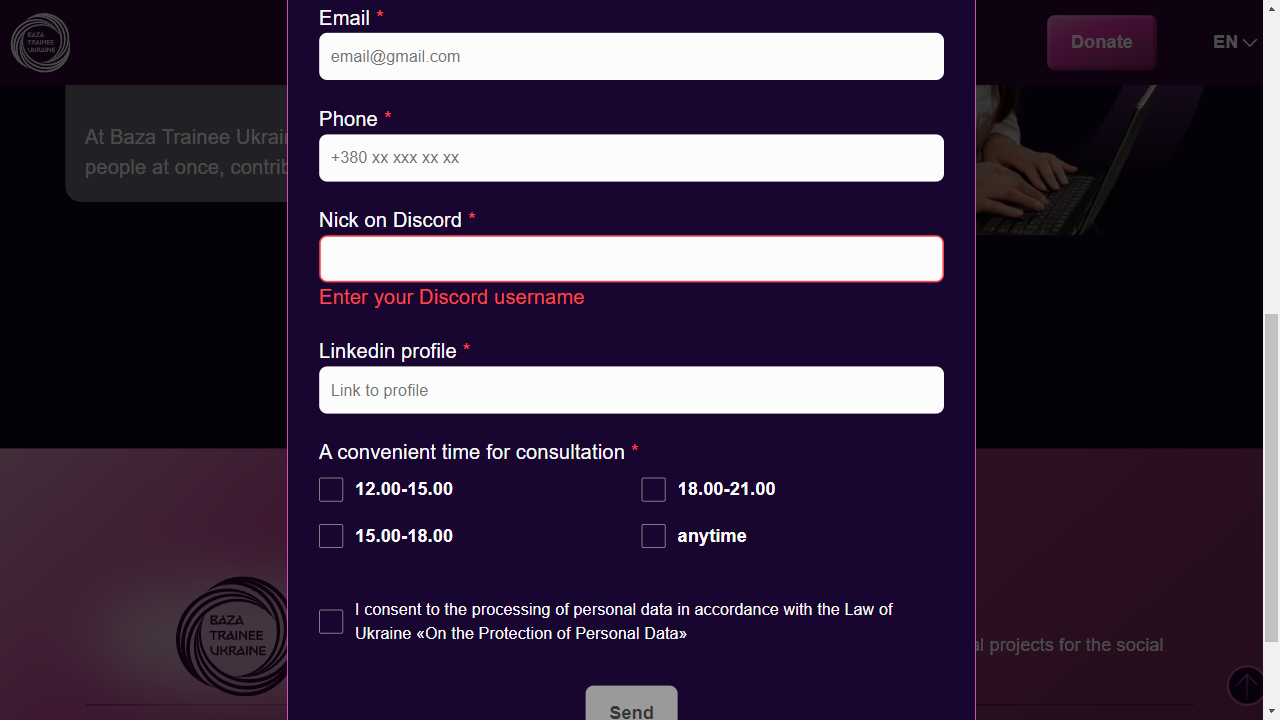 BAZA
TRAINEE
UKRAINE
Donate
EN
At Baza Trainee Ukrai
people at once, contrib
Email *
email@gmail.com
Phone *
+380 xx xxx xx xx
Nick on Discord *
Enter your Discord username
Linkedin profile *
Link to profile
A convenient time for consultation *
12.00-15.00
18.00-21.00
15.00-18.00
anytime
I consent to the processing of personal data in accordance with the Law of
Ukraine «On the Protection of Personal Data»
BAZA
TRAINEE
UKRAINE
al projects for the social
Send